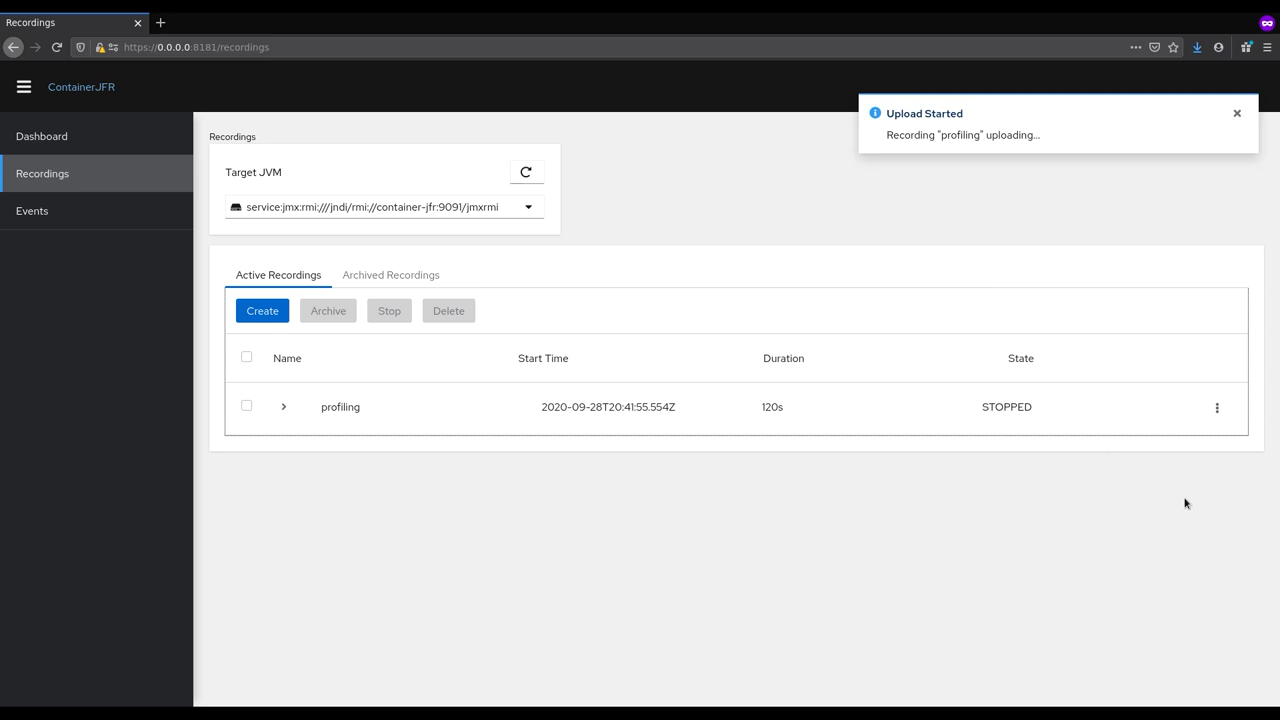 Recordings
https://0.0.0.0:8181/recordings
ContainerJFR
Upload Started
Recording "profiling" uploading...
Dashboard
Recordings
Events
Recordings
Target JVM
service:jmx:rmi:///jndi/rmi://container-jfr:9091/jmxrmi
Active Recordings Archived Recordings
Create Archive Stop Delete
Name Start Time Duration State
profiling 2020-09-28T20:41:55.554Z 120s STOPPED